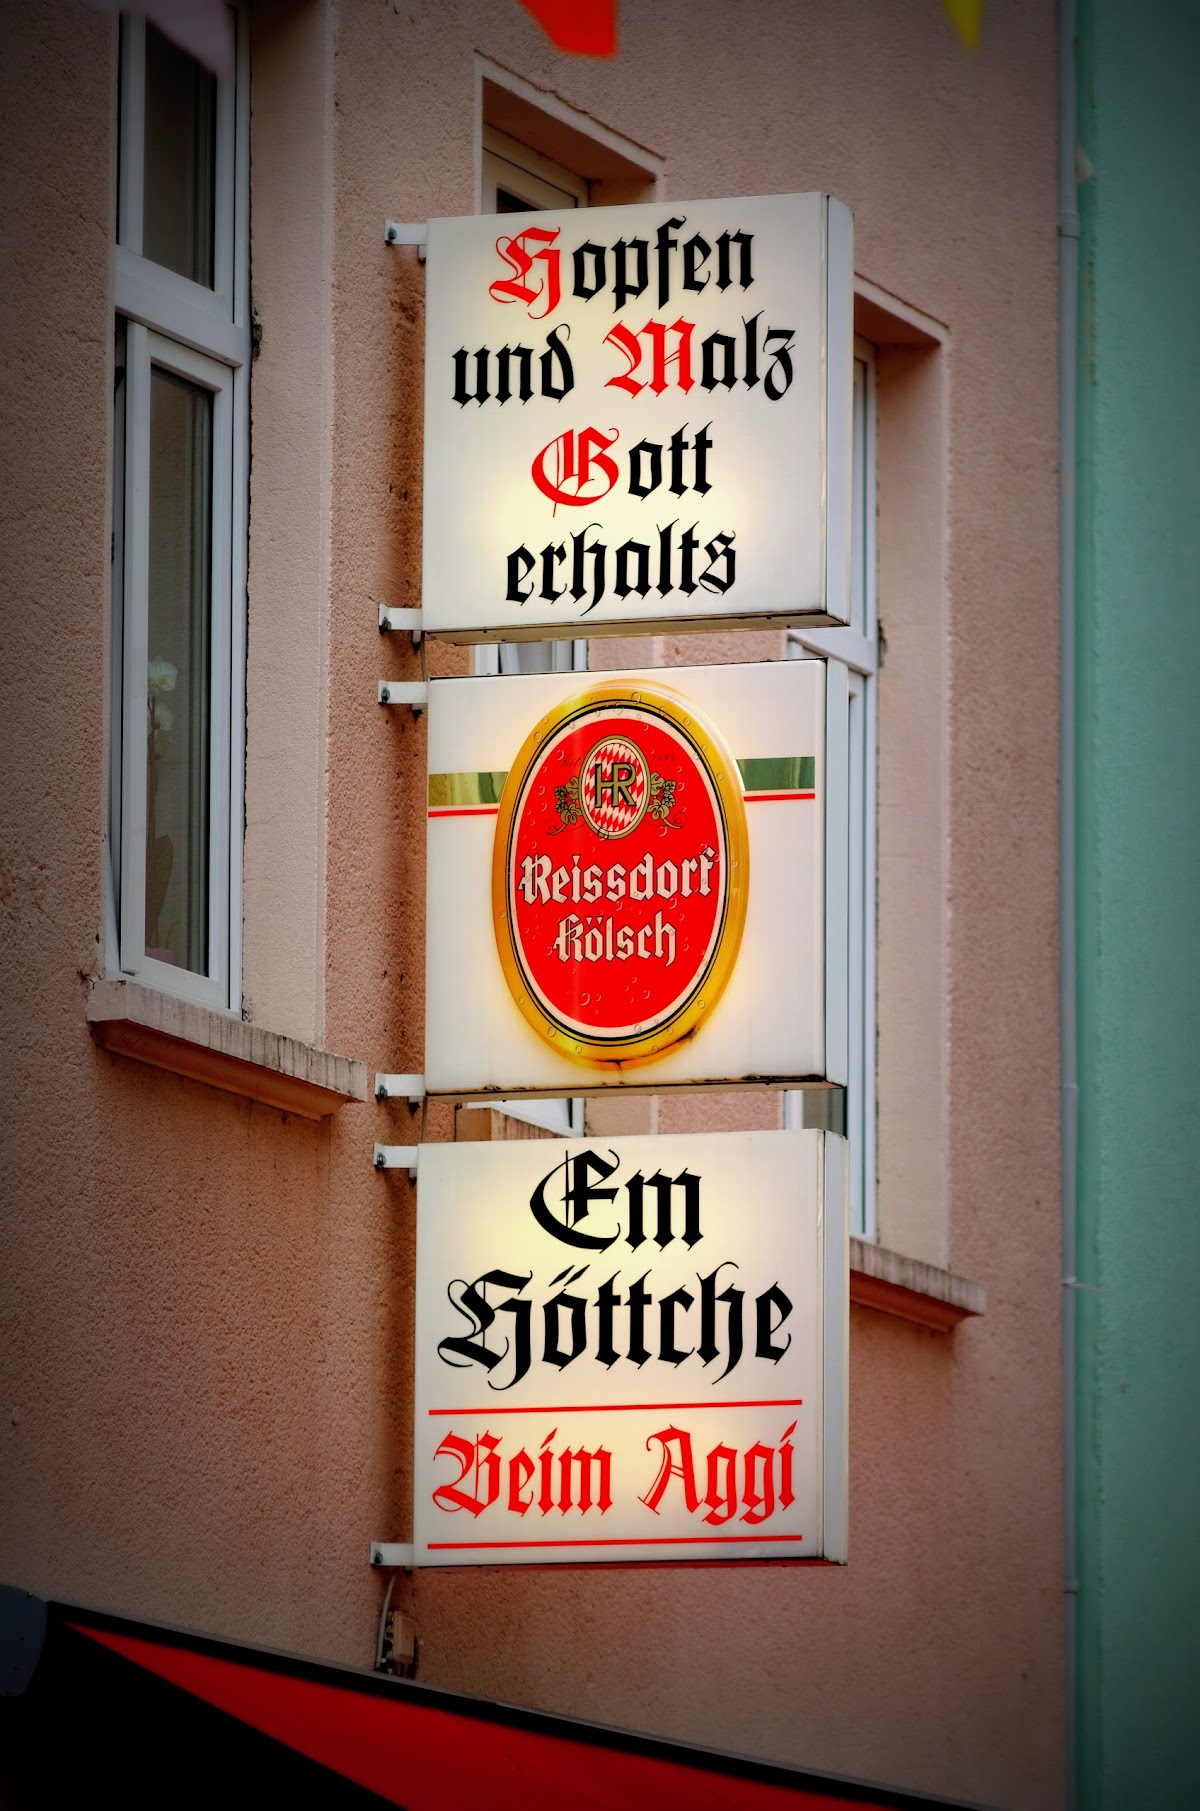 Hopfen
und Malz
Gott
erhalts
HR
Reissdorf
Kölsch
Em
Höttche
Beim Aggi